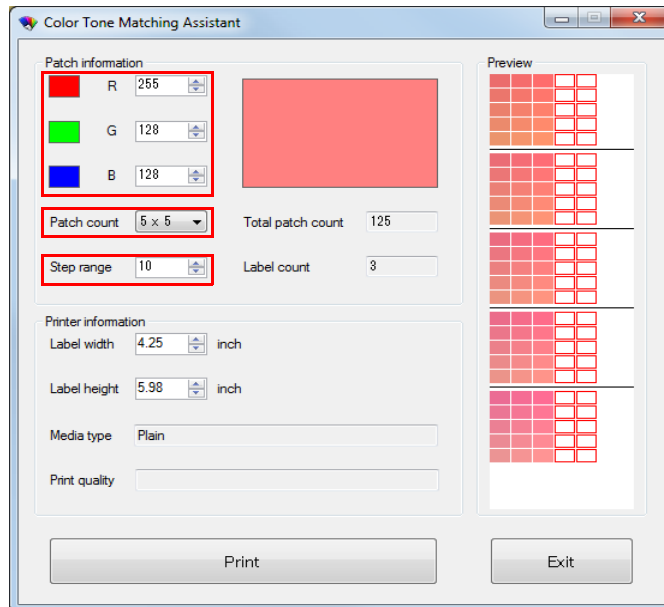 Color Tone Matching Assistant
Patch information
R 255
G 128
B 128
Patch count 5 x 5 Total patch count 125
Step range 10 Label count 3
Printer information
Label width 4.25 inch
Label height 5.98 inch
Media type Plain
Print quality
Print
Preview
Exit